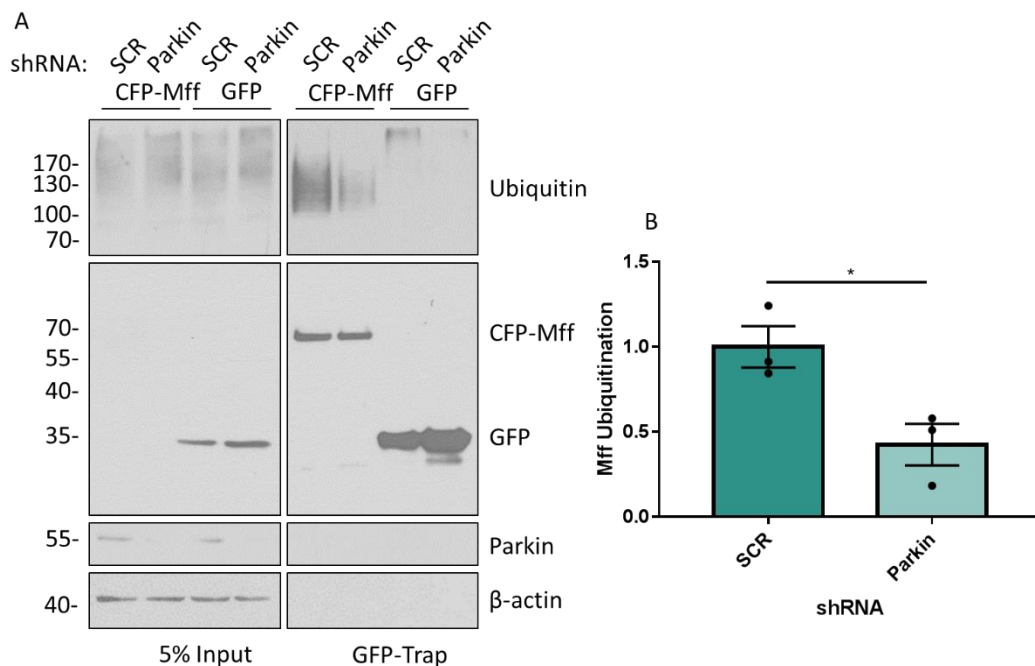 A
shRNA: SCR Parkin SCR Parkin SCR Parkin SCR Parkin
CFP-Mff GFP CFP-Mff GFP
170-
130-
100-
70-
Ubiquitin
70-
55-
40-
35-
CFP-Mff
GFP
55-
Parkin
40-
β-actin
5% Input GFP-Trap
B
Mff Ubiquitination
1.5
1.0
0.5
0.0
*
SCR Parkin
shRNA